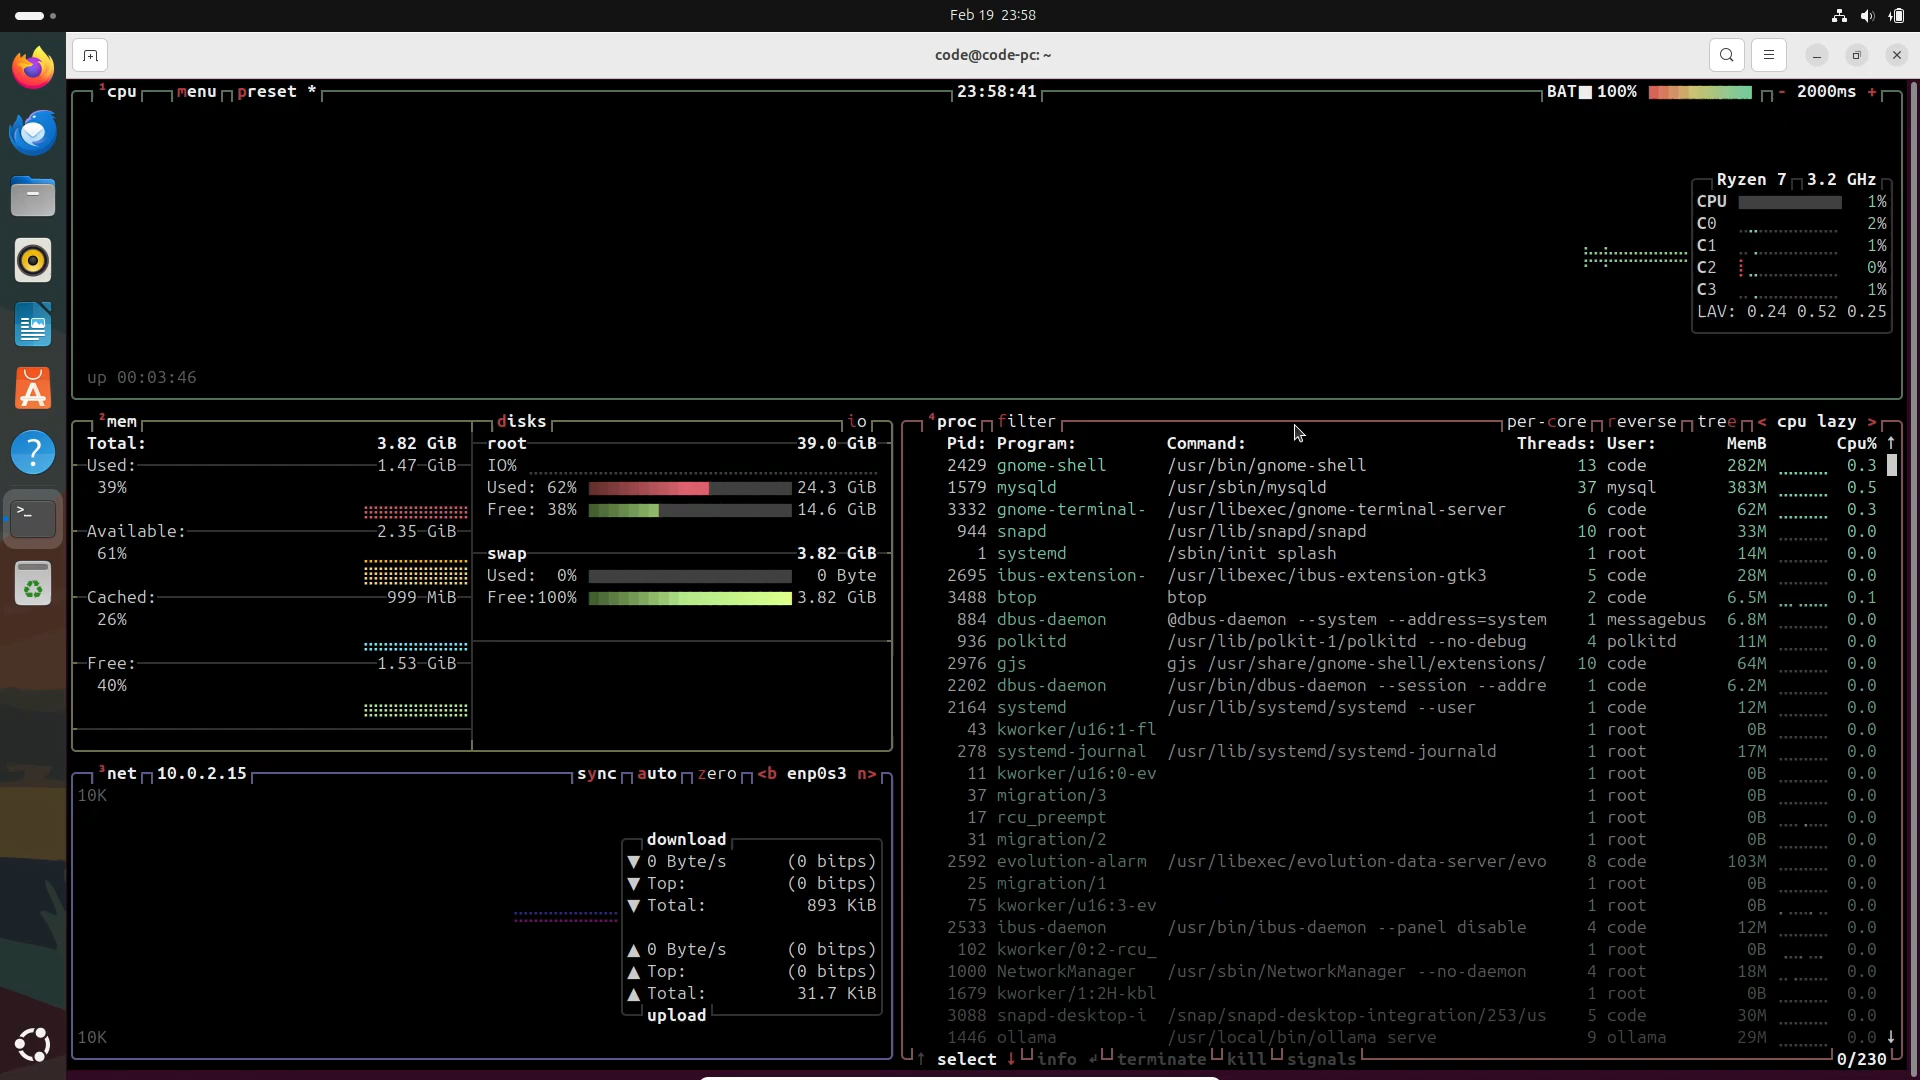 Feb 19 23:58
code@code-pc: ~
¹cpu menu preset * 23:58:41 BAT■ 100% - 2000ms +
Ryzen 7 3.2 GHz
CPU 1%
C0 2%
C1 1%
C2 0%
C3 1%
LAV: 0.24 0.52 0.25
up 00:03:46
²mem
Total: 3.82 GiB
Used: 1.47 GiB
39%
Available: 2.35 GiB
61%
Cached: 999 MiB
26%
Free: 1.53 GiB
40%
disks io
root 39.0 GiB
IO%
Used: 62% 24.3 GiB
Free: 38% 14.6 GiB
swap 3.82 GiB
Used: 0% 0 Byte
Free:100% 3.82 GiB
³net 10.0.2.15 sync auto zero <b enp0s3 n>
10K
download
▼ 0 Byte/s (0 bitps)
▼ Top: (0 bitps)
▼ Total: 893 KiB
▲ 0 Byte/s (0 bitps)
▲ Top: (0 bitps)
▲ Total: 31.7 KiB
upload
10K
⁴proc filter per-core reverse tree < cpu lazy >
Pid: Program: Command: Threads: User: MemB Cpu% ↑
2429 gnome-shell /usr/bin/gnome-shell 13 code 282M 0.3
1579 mysqld /usr/sbin/mysqld 37 mysql 383M 0.5
3332 gnome-terminal- /usr/libexec/gnome-terminal-server 6 code 62M 0.3
944 snapd /usr/lib/snapd/snapd 10 root 33M 0.0
1 systemd /sbin/init splash 1 root 14M 0.0
2695 ibus-extension- /usr/libexec/ibus-extension-gtk3 5 code 28M 0.0
3488 btop btop 2 code 6.5M 0.1
884 dbus-daemon @dbus-daemon --system --address=system 1 messagebus 6.8M 0.0
936 polkitd /usr/lib/polkit-1/polkitd --no-debug 4 polkitd 11M 0.0
2976 gjs gjs /usr/share/gnome-shell/extensions/ 10 code 64M 0.0
2202 dbus-daemon /usr/bin/dbus-daemon --session --addre 1 code 6.2M 0.0
2164 systemd /usr/lib/systemd/systemd --user 1 code 12M 0.0
43 kworker/u16:1-fl 1 root 0B 0.0
278 systemd-journal /usr/lib/systemd/systemd-journald 1 root 17M 0.0
11 kworker/u16:0-ev 1 root 0B 0.0
37 migration/3 1 root 0B 0.0
17 rcu_preempt 1 root 0B 0.0
31 migration/2 1 root 0B 0.0
2592 evolution-alarm /usr/libexec/evolution-data-server/evo 8 code 103M 0.0
25 migration/1 1 root 0B 0.0
75 kworker/u16:3-ev 1 root 0B 0.0
2533 ibus-daemon /usr/bin/ibus-daemon --panel disable 4 code 12M 0.0
102 kworker/0:2-rcu_ 1 root 0B 0.0
1000 NetworkManager /usr/sbin/NetworkManager --no-daemon 4 root 18M 0.0
1679 kworker/1:2H-kbl 1 root 0B 0.0
3088 snapd-desktop-i /snap/snapd-desktop-integration/253/us 5 code 30M 0.0
1446 ollama /usr/local/bin/ollama serve 9 ollama 29M 0.0 ↓
↑ select ↓ info ↲ terminate kill signals 0/230